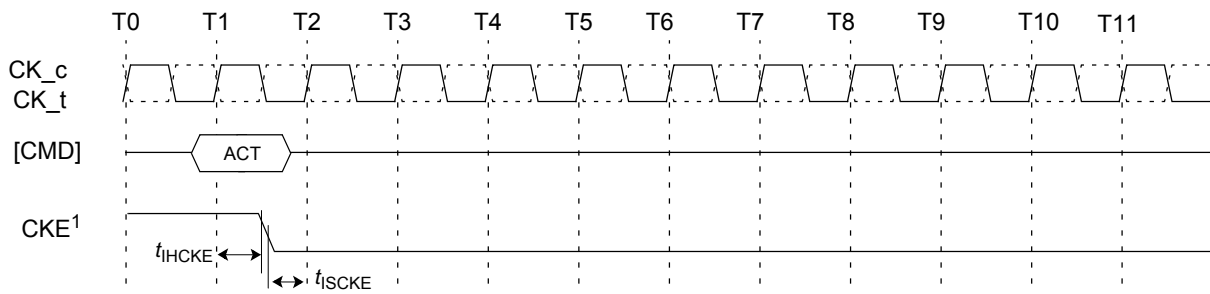 T0 T1 T2 T3 T4 T5 T6 T7 T8 T9 T10 T11
CK_c
CK_t
[CMD] ACT
CKE1
tIHCKE
tISCKE